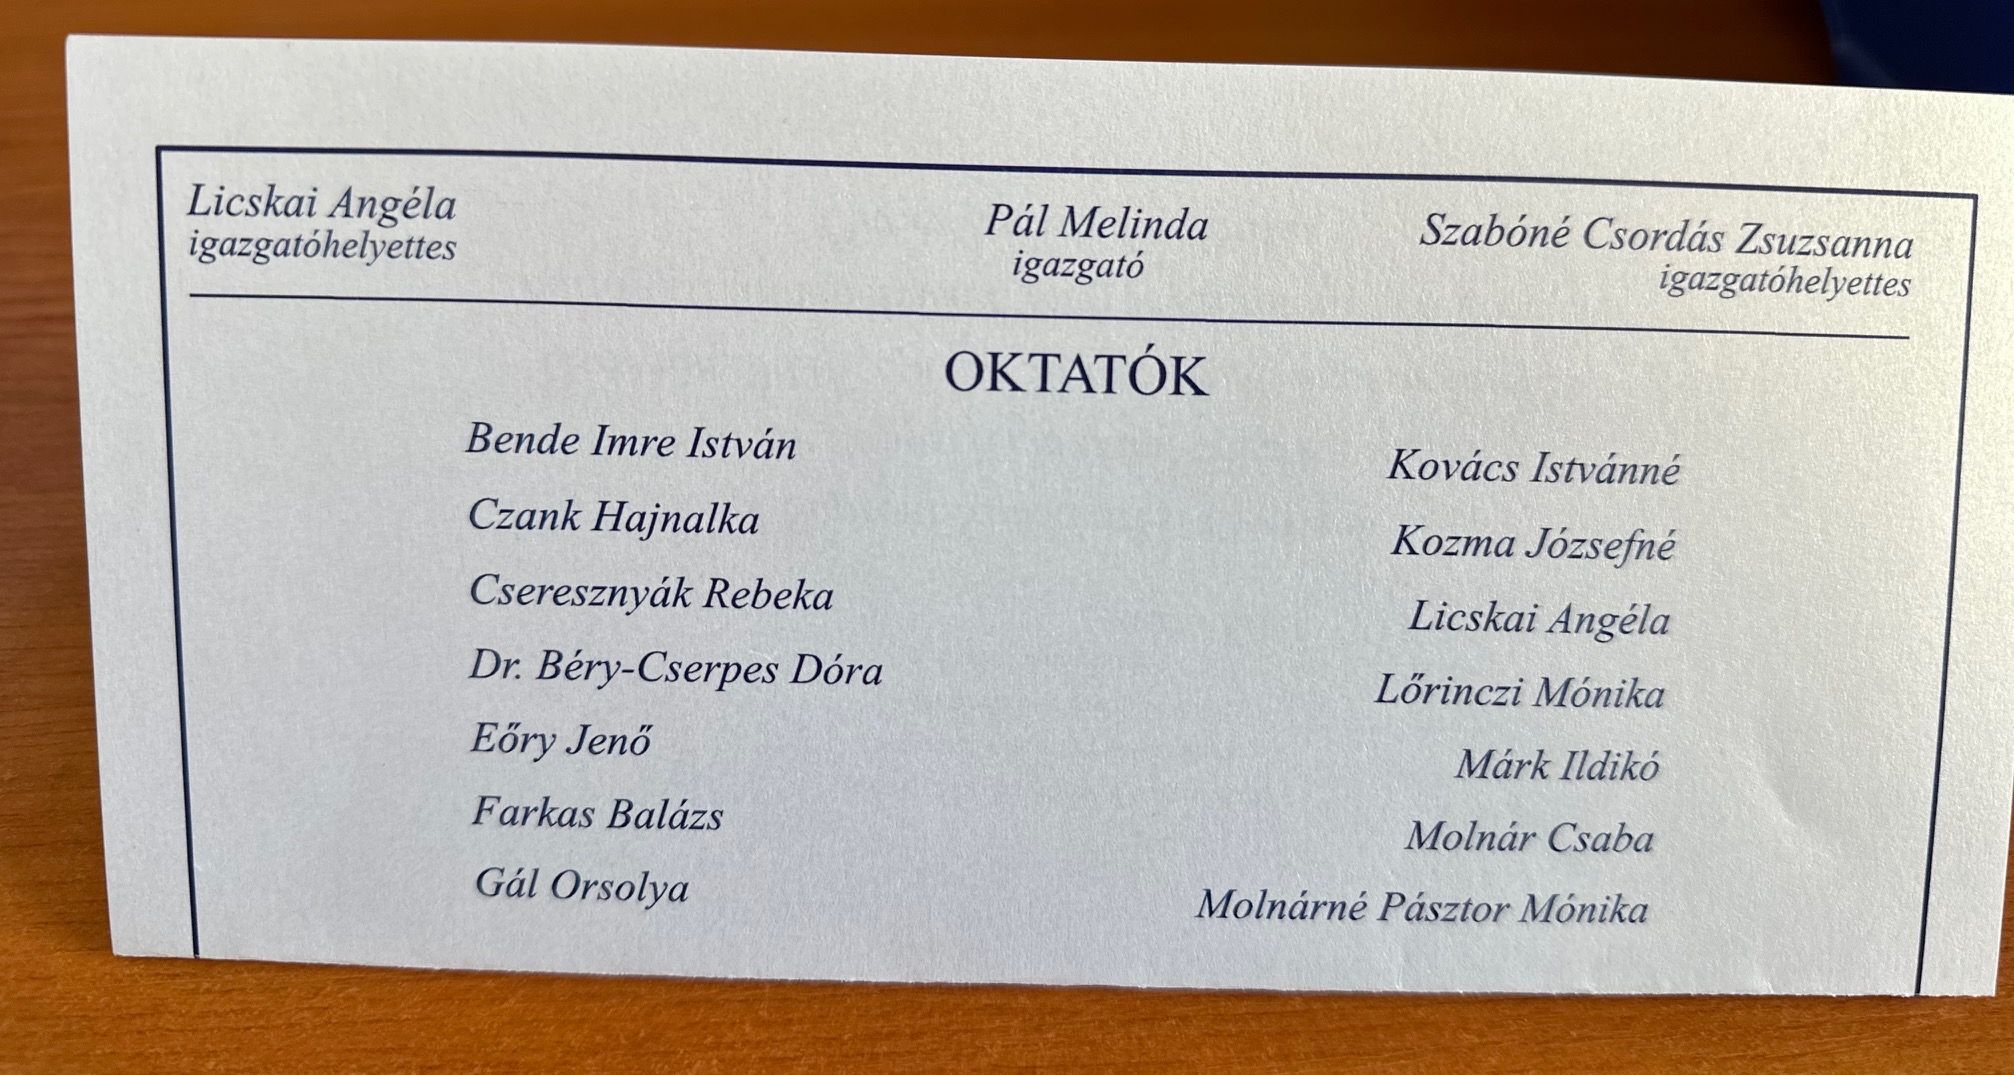 Licskai Angéla
igazgatóhelyettes
Pál Melinda
igazgató
Szabóné Csordás Zsuzsanna
igazgatóhelyettes
OKTATÓK
Bende Imre István
Czank Hajnalka
Cseresznyák Rebeka
Dr. Béry-Cserpes Dóra
Eőry Jenő
Farkas Balázs
Gál Orsolya
Kovács Istvánné
Kozma Józsefné
Licskai Angéla
Lőrinczi Mónika
Márk Ildikó
Molnár Csaba
Molnárné Pásztor Mónika